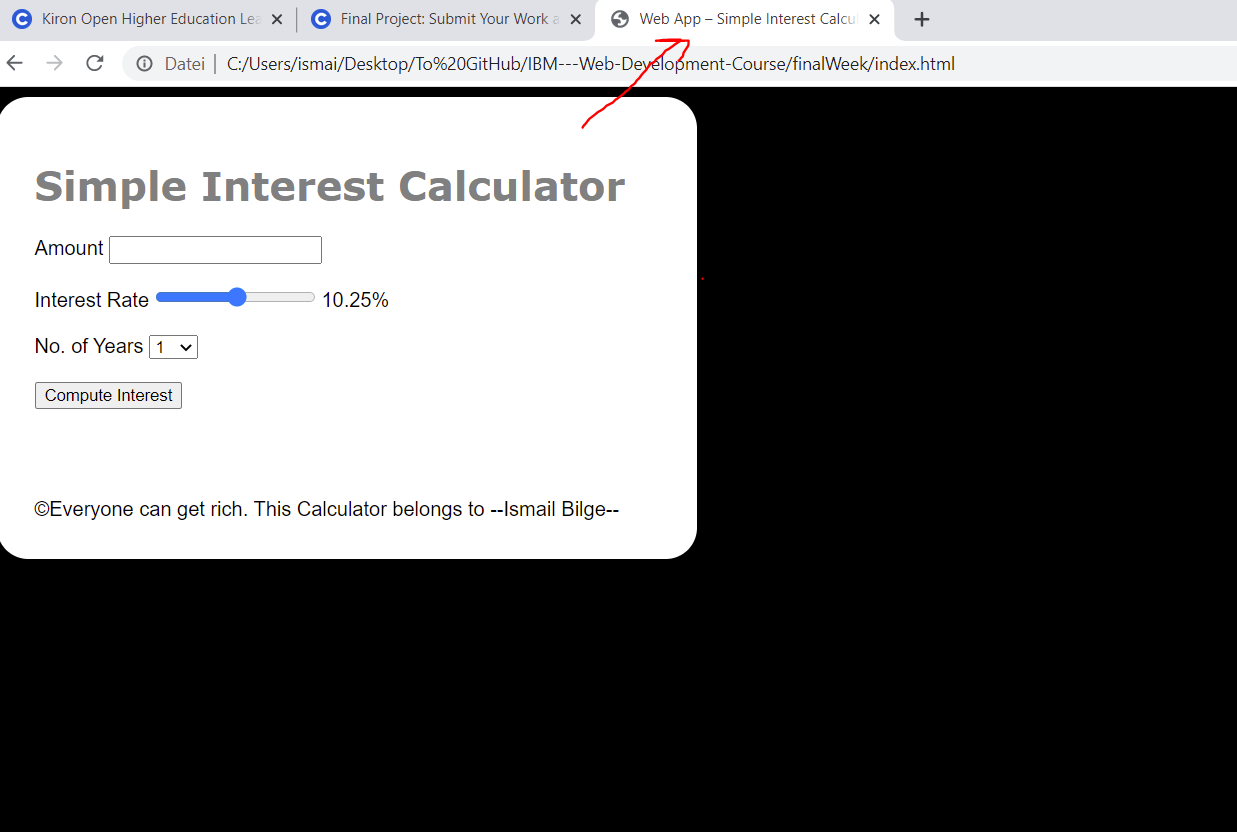 Kiron Open Higher Education Lea
Final Project: Submit Your Work a
Web App – Simple Interest Calcul
Datei | C:/Users/ismai/Desktop/To%20GitHub/IBM---Web-Development-Course/finalWeek/index.html
Simple Interest Calculator
Amount
Interest Rate 10.25%
No. of Years 1
Compute Interest
©Everyone can get rich. This Calculator belongs to --Ismail Bilge--